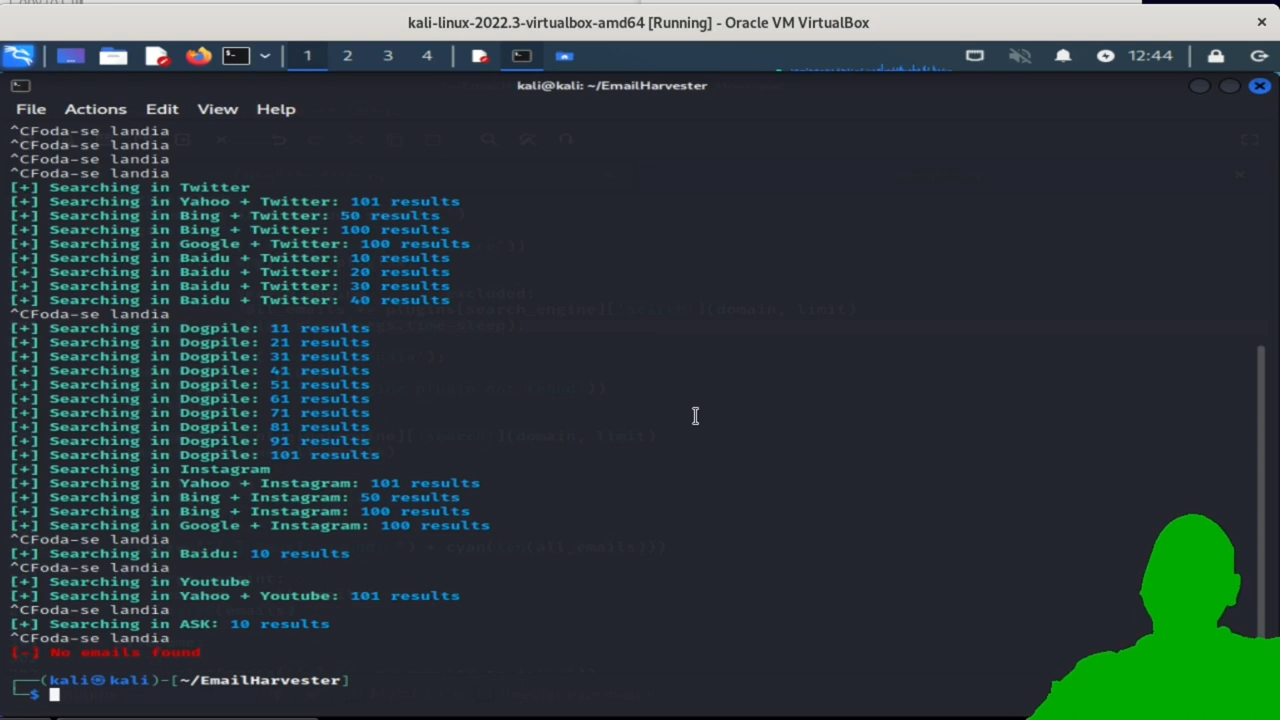 kali-linux-2022.3-virtualbox-amd64 [Running] - Oracle VM VirtualBox
1 2 3 4 12:44
kali@kali: ~/EmailHarvester
File Actions Edit View Help
^CFoda-se landia
^CFoda-se landia
^CFoda-se landia
^CFoda-se landia
[+] Searching in Twitter
[+] Searching in Yahoo + Twitter: 101 results
[+] Searching in Bing + Twitter: 50 results
[+] Searching in Bing + Twitter: 100 results
[+] Searching in Google + Twitter: 100 results
[+] Searching in Baidu + Twitter: 10 results
[+] Searching in Baidu + Twitter: 20 results
[+] Searching in Baidu + Twitter: 30 results
[+] Searching in Baidu + Twitter: 40 results
^CFoda-se landia
[+] Searching in Dogpile: 11 results
[+] Searching in Dogpile: 21 results
[+] Searching in Dogpile: 31 results
[+] Searching in Dogpile: 41 results
[+] Searching in Dogpile: 51 results
[+] Searching in Dogpile: 61 results
[+] Searching in Dogpile: 71 results
[+] Searching in Dogpile: 81 results
[+] Searching in Dogpile: 91 results
[+] Searching in Dogpile: 101 results
[+] Searching in Instagram
[+] Searching in Yahoo + Instagram: 101 results
[+] Searching in Bing + Instagram: 50 results
[+] Searching in Bing + Instagram: 100 results
[+] Searching in Google + Instagram: 100 results
^CFoda-se landia
[+] Searching in Baidu: 10 results
^CFoda-se landia
[+] Searching in Youtube
[+] Searching in Yahoo + Youtube: 101 results
^CFoda-se landia
[+] Searching in ASK: 10 results
^CFoda-se landia
[-] No emails found
(kali㉿kali)-[~/EmailHarvester]
$